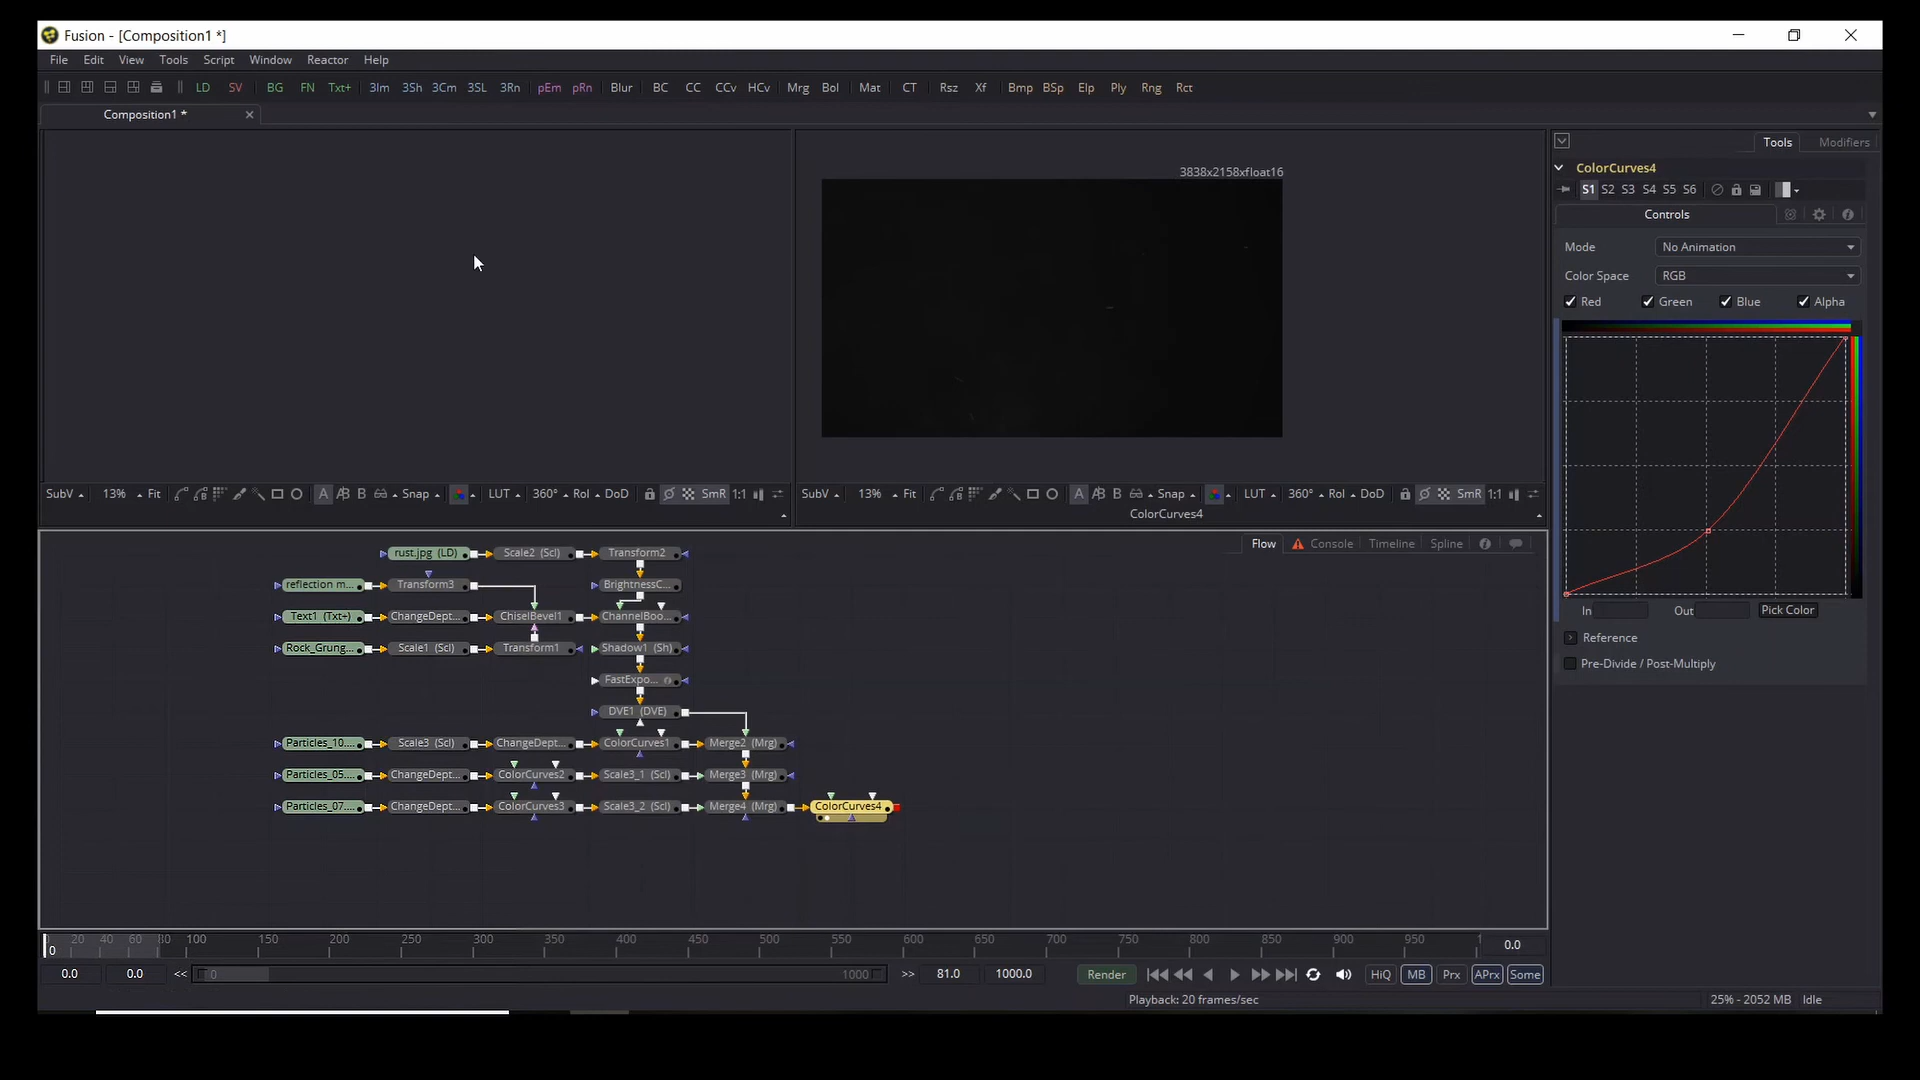 Fusion - [Composition1 *]
File Edit View Tools Script Window Reactor Help
LD SV BG FN Txt+ 3Im 3Sh 3Cm 3SL 3Rn pEm pRn Blur BC CC CCv HCv Mrg Bol Mat CT Rsz Xf Bmp BSp Elp Ply Rng Rct
Composition1 *
Tools Modifiers
3838x2158xfloat16
ColorCurves4
S1 S2 S3 S4 S5 S6
Controls
Mode No Animation
Color Space RGB
Red Green Blue Alpha
SubV 13% Fit A B Snap LUT 360° Rol DoD SmR 1:1
SubV 13% Fit A B Snap LUT 360° Rol DoD SmR 1:1
ColorCurves4
In Out Pick Color
Reference
Pre-Divide / Post-Multiply
Flow Console Timeline Spline
rust.jpg (LD) Scale2 (Scl) Transform2
reflection m... Transform3 BrightnessC...
Text1 (Txt+) ChangeDept... ChiselBevel1 ChannelBoo...
Rock_Grung... Scale1 (Scl) Transform1 Shadow1 (Sh)
FastExpo...
DVE1 (DVE)
Particles_10.... Scale3 (Scl) ChangeDept... ColorCurves1 Merge2 (Mrg)
Particles_05.... ChangeDept... ColorCurves2 Scale3_1 (Scl) Merge3 (Mrg)
Particles_07.... ChangeDept... ColorCurves3 Scale3_2 (Scl) Merge4 (Mrg) ColorCurves4
0 20 40 60 80 100 150 200 250 300 350 400 450 500 550 600 650 700 750 800 850 900 950 1
0 0.0
0.0 0.0 << 0 1000 >> 81.0 1000.0 Render HiQ MB Prx APrx Some
Playback: 20 frames/sec 25% - 2052 MB Idle